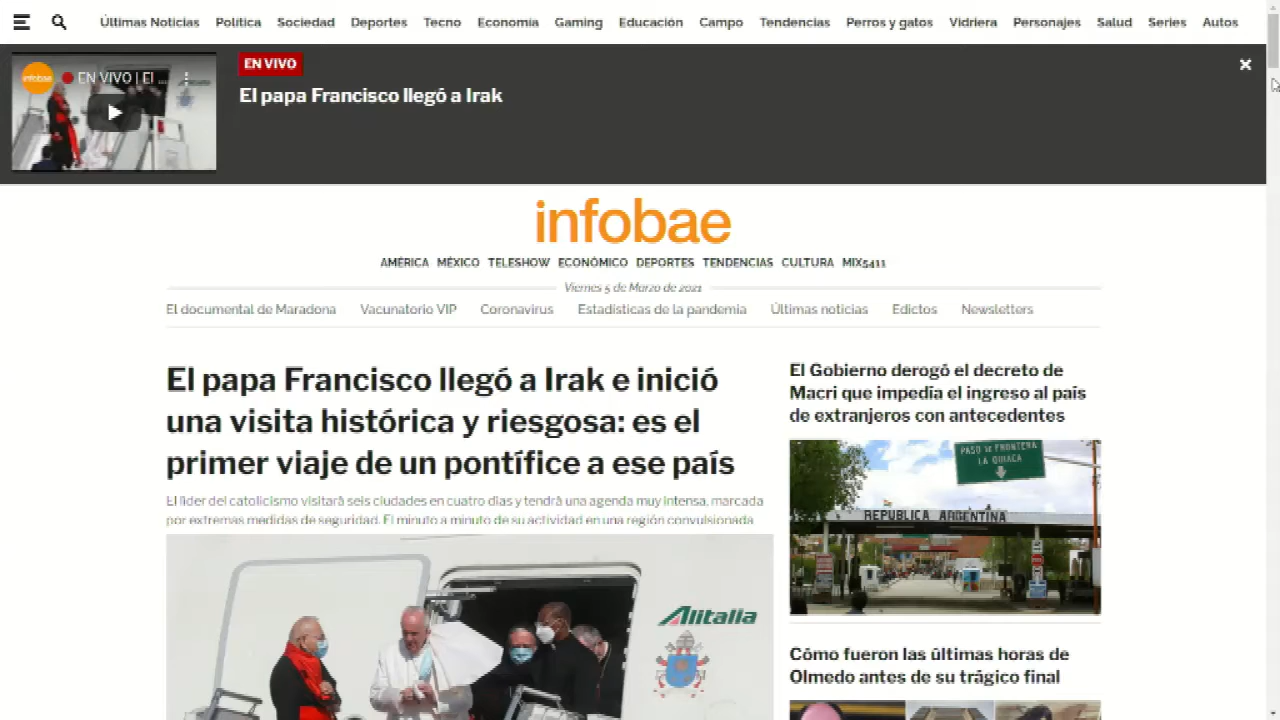 Últimas Noticias Política Sociedad Deportes Tecno Economía Gaming Educación Campo Tendencias Perros y gatos Vidriera Personajes Salud Series Autos
infobae
EN VIVO | El ...
EN VIVO
El papa Francisco llegó a Irak
infobae
AMÉRICA MÉXICO TELESHOW ECONÓMICO DEPORTES TENDENCIAS CULTURA MIX5411
Viernes 5 de Marzo de 2021
El documental de Maradona Vacunatorio VIP Coronavirus Estadísticas de la pandemia Últimas noticias Edictos Newsletters
El papa Francisco llegó a Irak e inició
una visita histórica y riesgosa: es el
primer viaje de un pontífice a ese país
El líder del catolicismo visitará seis ciudades en cuatro días y tendrá una agenda muy intensa, marcada
por extremas medidas de seguridad. El minuto a minuto de su actividad en una región convulsionada
Alitalia
El Gobierno derogó el decreto de
Macri que impedía el ingreso al país
de extranjeros con antecedentes
PASO DE FRONTERA
LA QUIACA
REPUBLICA ARGENTINA
Cómo fueron las últimas horas de
Olmedo antes de su trágico final